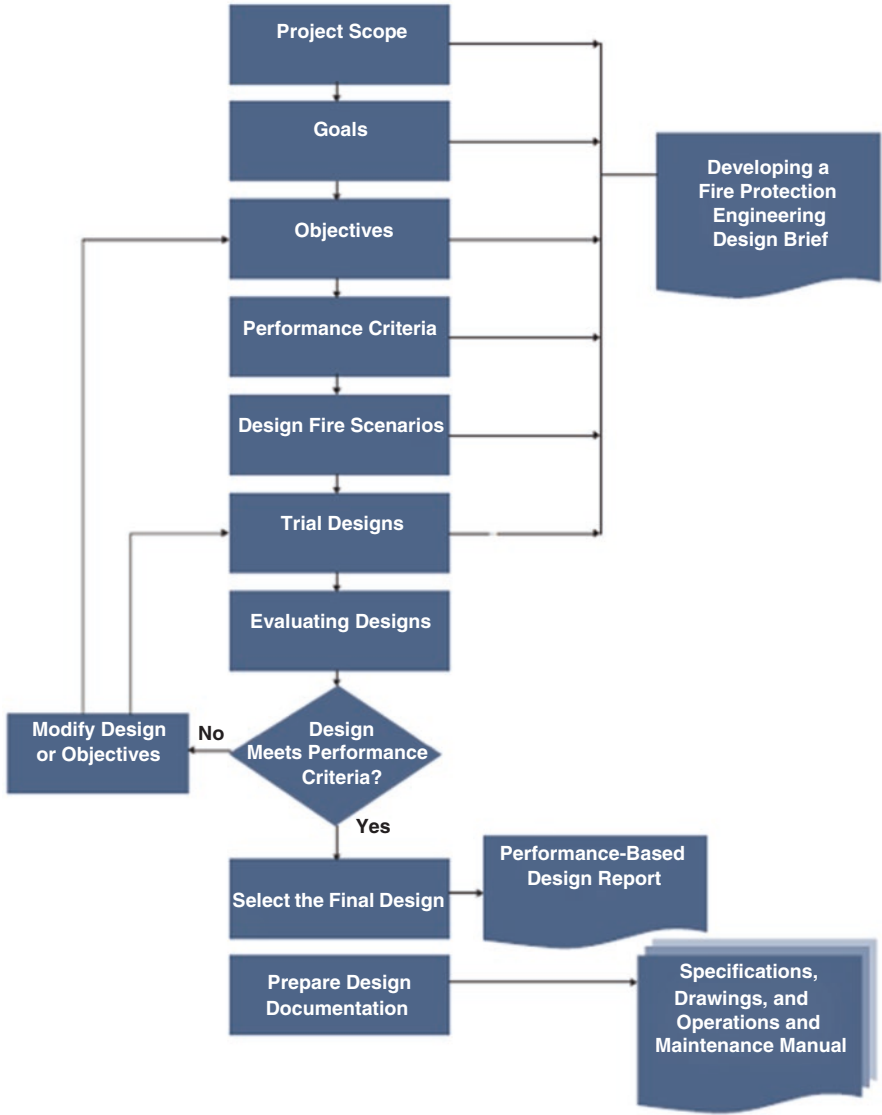 Project Scope
Goals
Objectives
Performance Criteria
Design Fire Scenarios
Trial Designs
Evaluating Designs
Developing a
Fire Protection
Engineering
Design Brief
Modify Design
or Objectives
No
Design
Meets Performance
Criteria?
Yes
Select the Final Design
Performance-Based
Design Report
Prepare Design
Documentation
Specifications,
Drawings, and
Operations and
Maintenance Manual